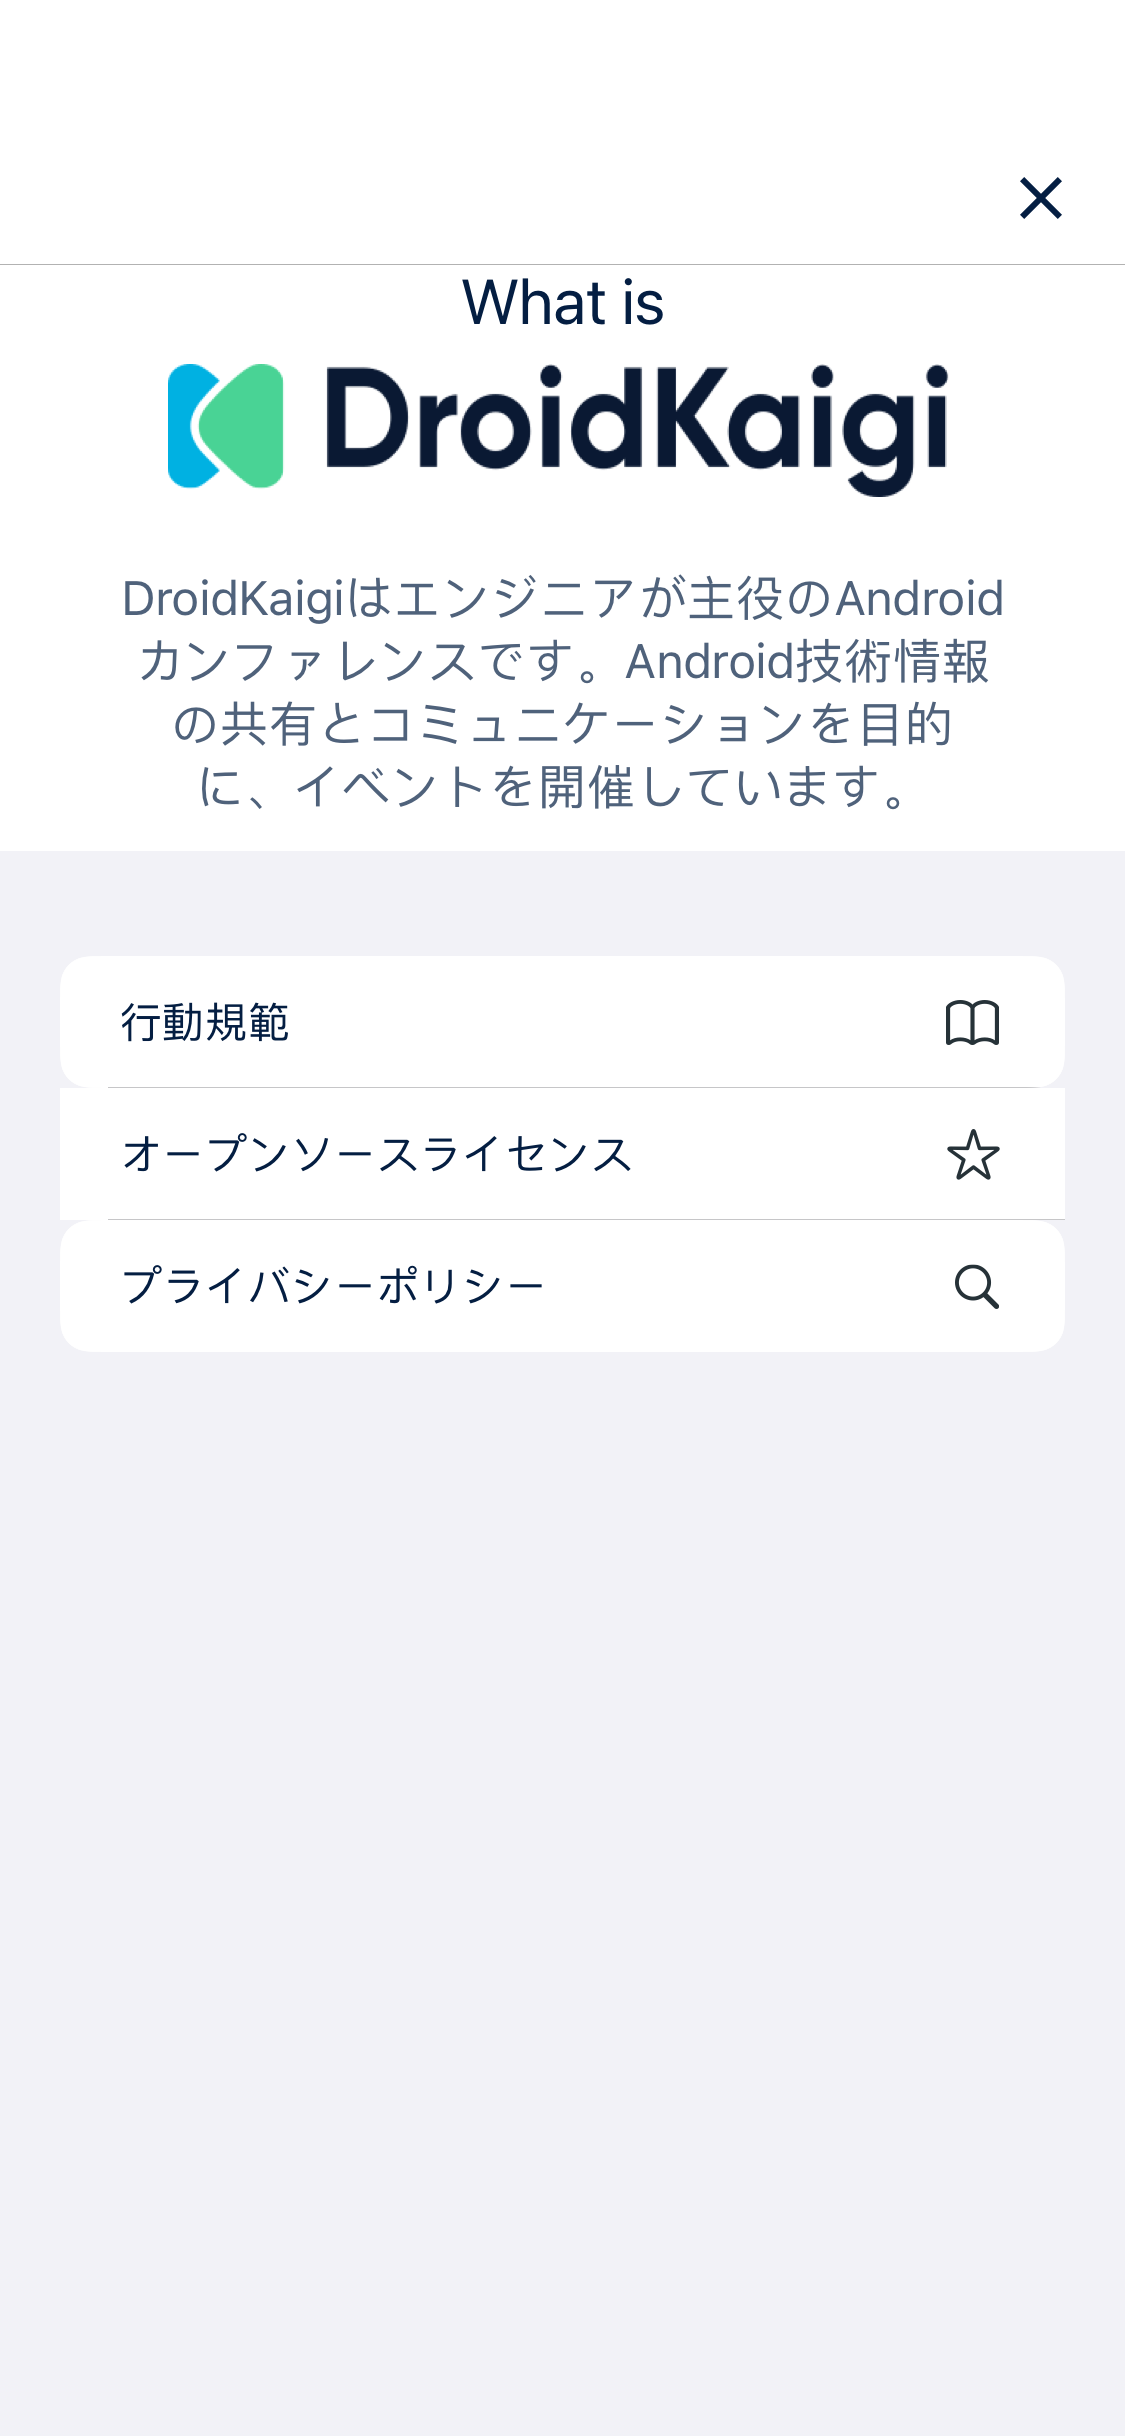 What is
DroidKaigi
DroidKaigiはエンジニアが主役のAndroid
カンファレンスです。Android技術情報
の共有とコミュニケーションを目的
に、イベントを開催しています。
行動規範
オープンソースライセンス
プライバシーポリシー